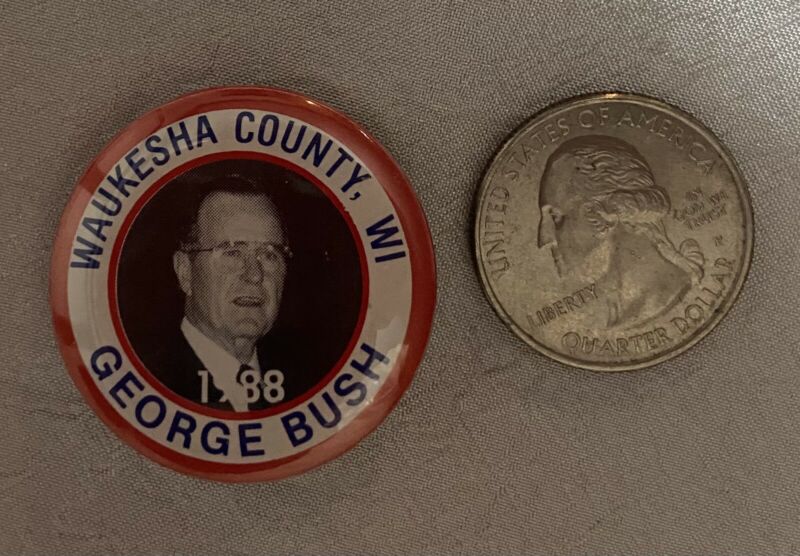 WAUKESHA COUNTY, WI
1988
GEORGE BUSH
UNITED STATES OF AMERICA
LIBERTY
IN GOD WE TRUST
P
QUARTER DOLLAR